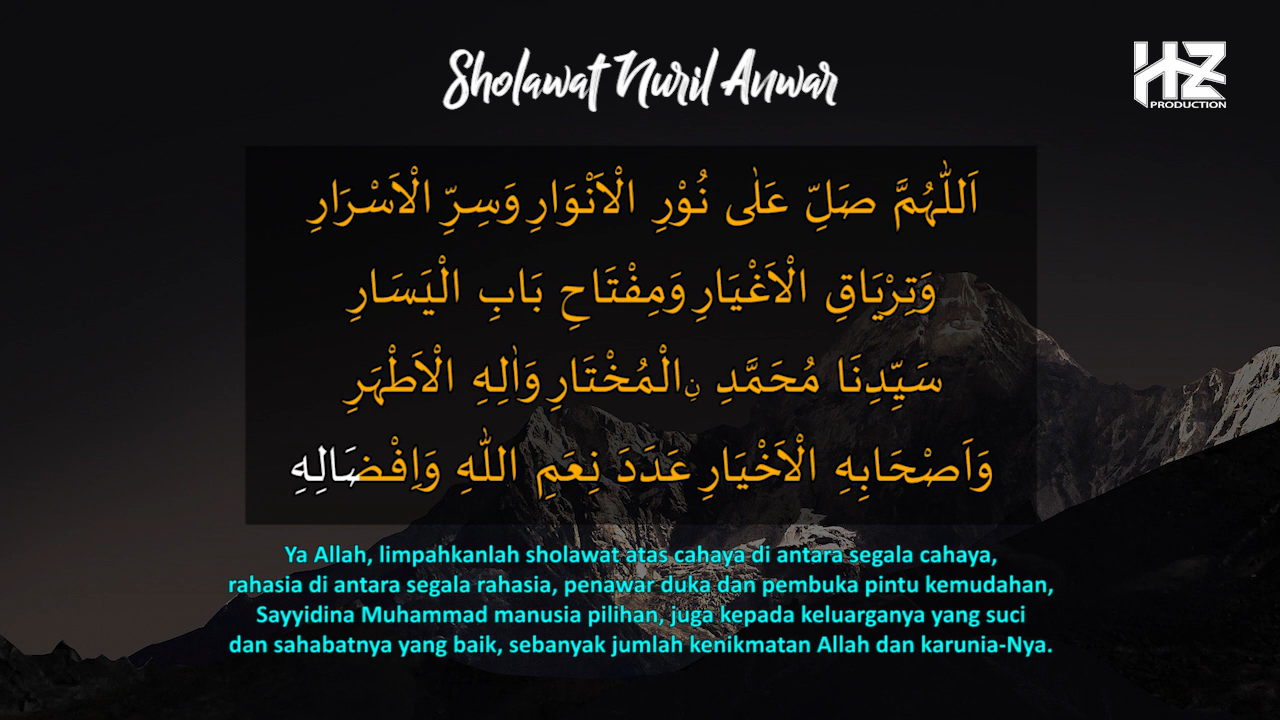 Sholawat Nuril Anwar
HZ
PRODUCTION
اَللّٰهُمَّ صَلِّ عَلٰى نُوْرِ الْاَنْوَارِ وَسِرِّ الْاَسْرَارِ
وَتِرْيَاقِ الْاَغْيَارِ وَمِفْتَاحِ بَابِ الْيَسَارِ
سَيِّدِنَا مُحَمَّدِ نِالْمُخْتَارِ وَاٰلِهِ الْاَطْهَرِ
وَاَصْحَابِهِ الْاَخْيَارِ عَدَدَ نِعَمِ اللّٰهِ وَاِفْضَالِهِ
Ya Allah, limpahkanlah sholawat atas cahaya di antara segala cahaya,
rahasia di antara segala rahasia, penawar duka dan pembuka pintu kemudahan,
Sayyidina Muhammad manusia pilihan, juga kepada keluarganya yang suci
dan sahabatnya yang baik, sebanyak jumlah kenikmatan Allah dan karunia-Nya.